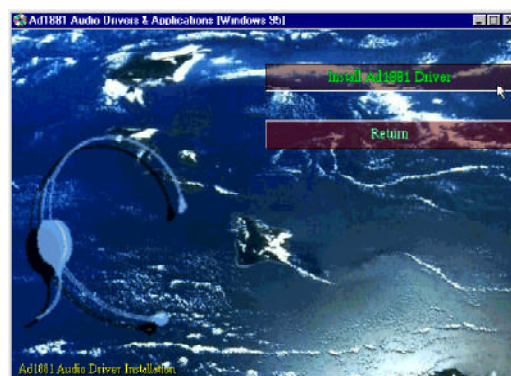 Ad1881 Audio Drivers & Applications [Windows 95]
Install Ad1881 Driver
Return
Ad1881 Audio Driver Installation